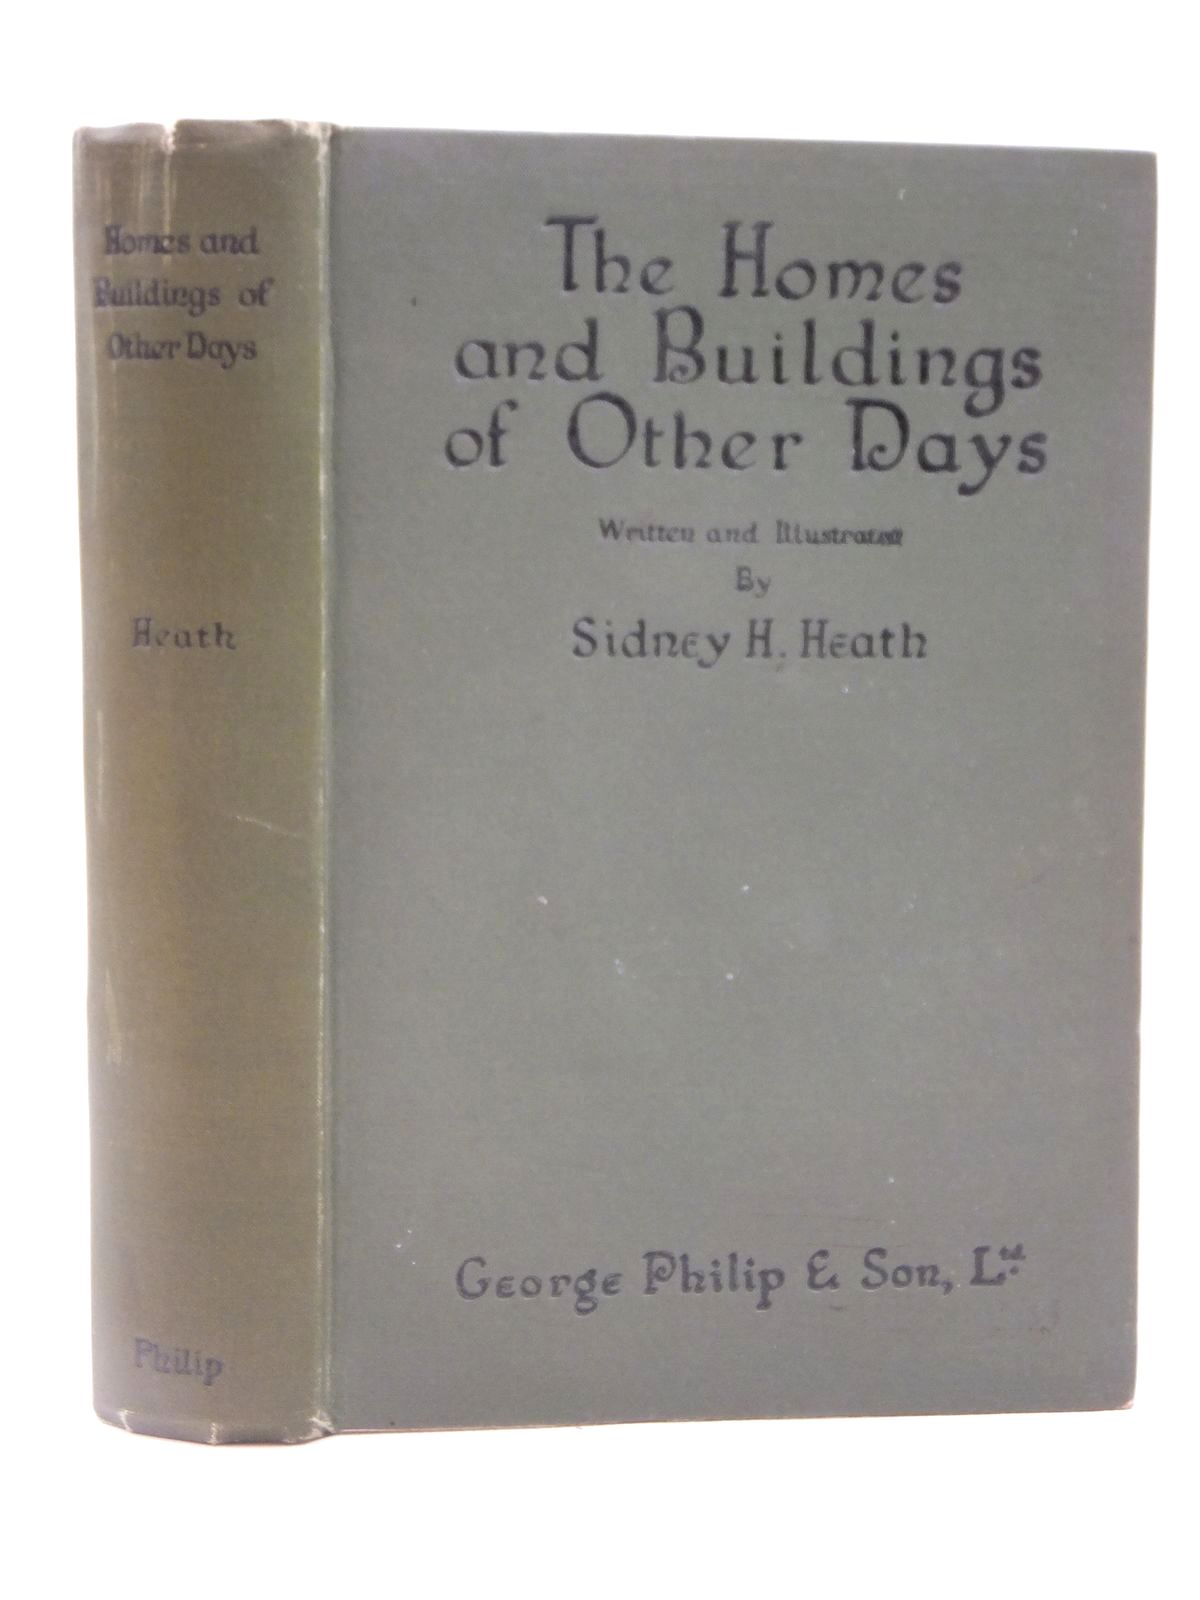 Homes and
Buildings of
Other Days
Heath
Philip
The Homes
and Buildings
of Other Days
Written and Illustrated
By
Sidney H. Heath
George Philip & Son, Ltd.